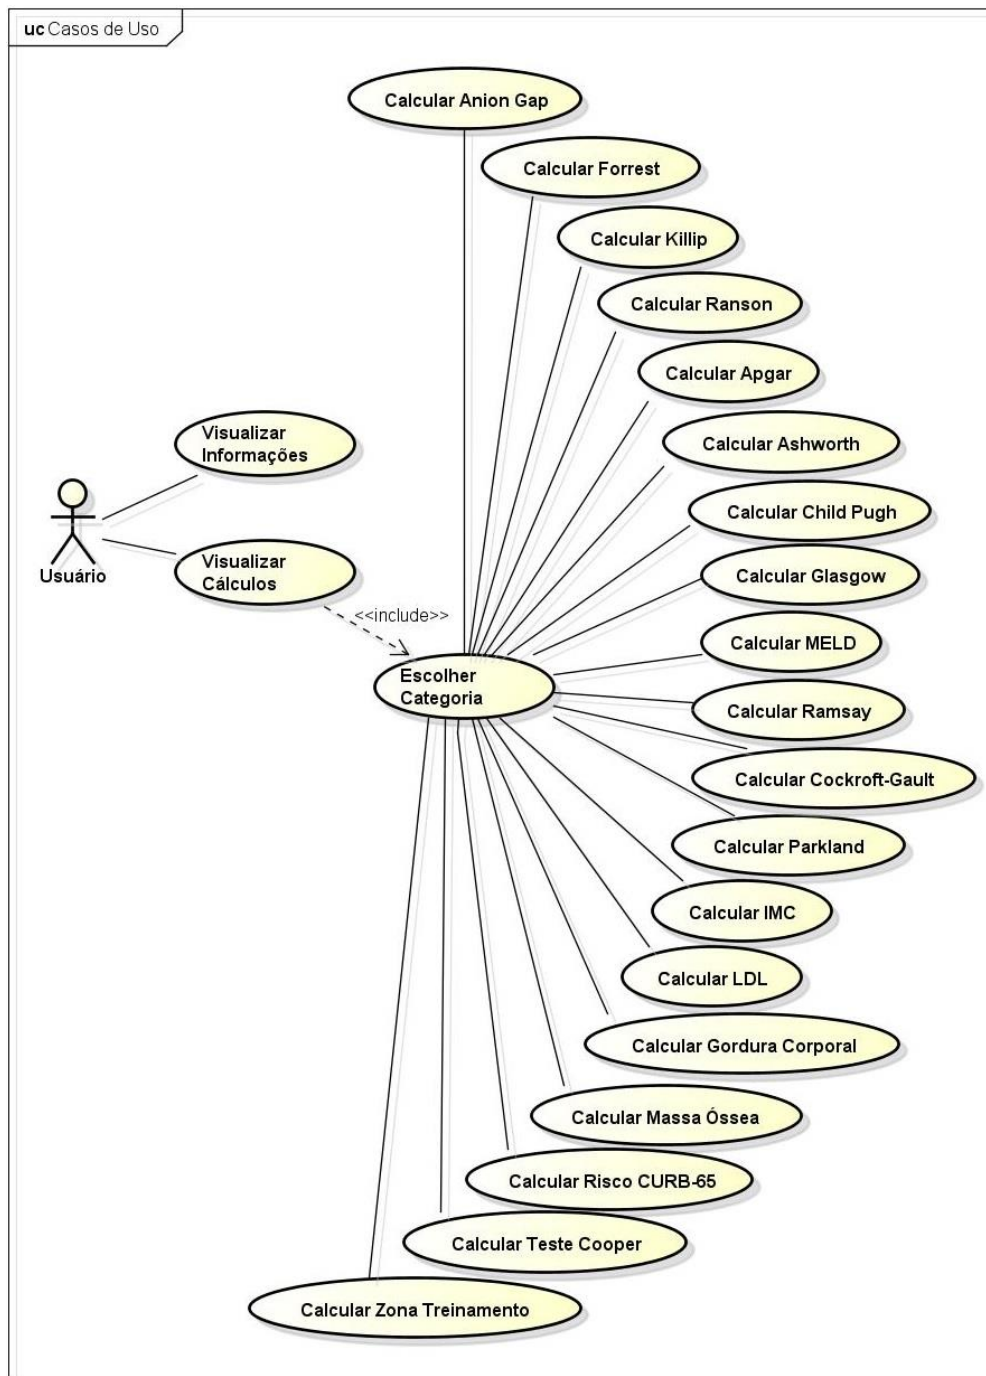 uc Casos de Uso
Calcular Anion Gap
Calcular Forrest
Calcular Killip
Calcular Ranson
Calcular Apgar
Calcular Ashworth
Calcular Child Pugh
Calcular Glasgow
Calcular MELD
Calcular Ramsay
Calcular Cockroft-Gault
Calcular Parkland
Calcular IMC
Calcular LDL
Calcular Gordura Corporal
Calcular Massa Óssea
Calcular Risco CURB-65
Calcular Teste Cooper
Calcular Zona Treinamento
Visualizar
Informações
Usuário
Visualizar
Cálculos
<<include>>
Escolher
Categoria